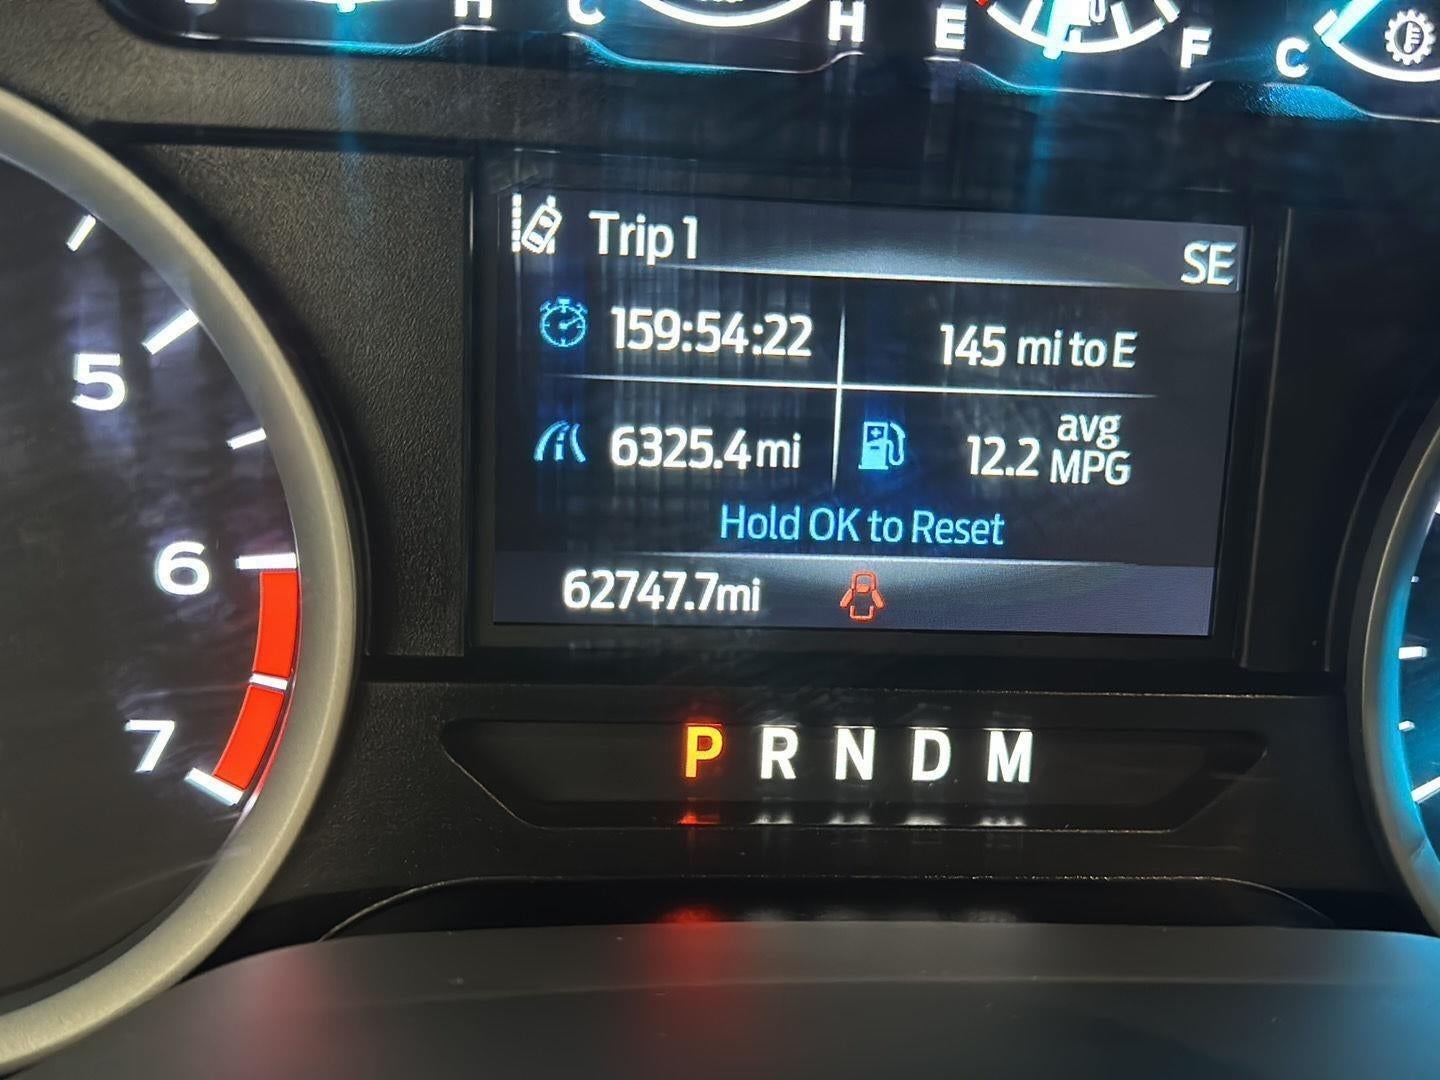 H C H E F C
Trip 1
SE
159:54:22 145 mi to E
6325.4 mi 12.2 avg MPG
Hold OK to Reset
62747.7mi
P R N D M
5
6
7